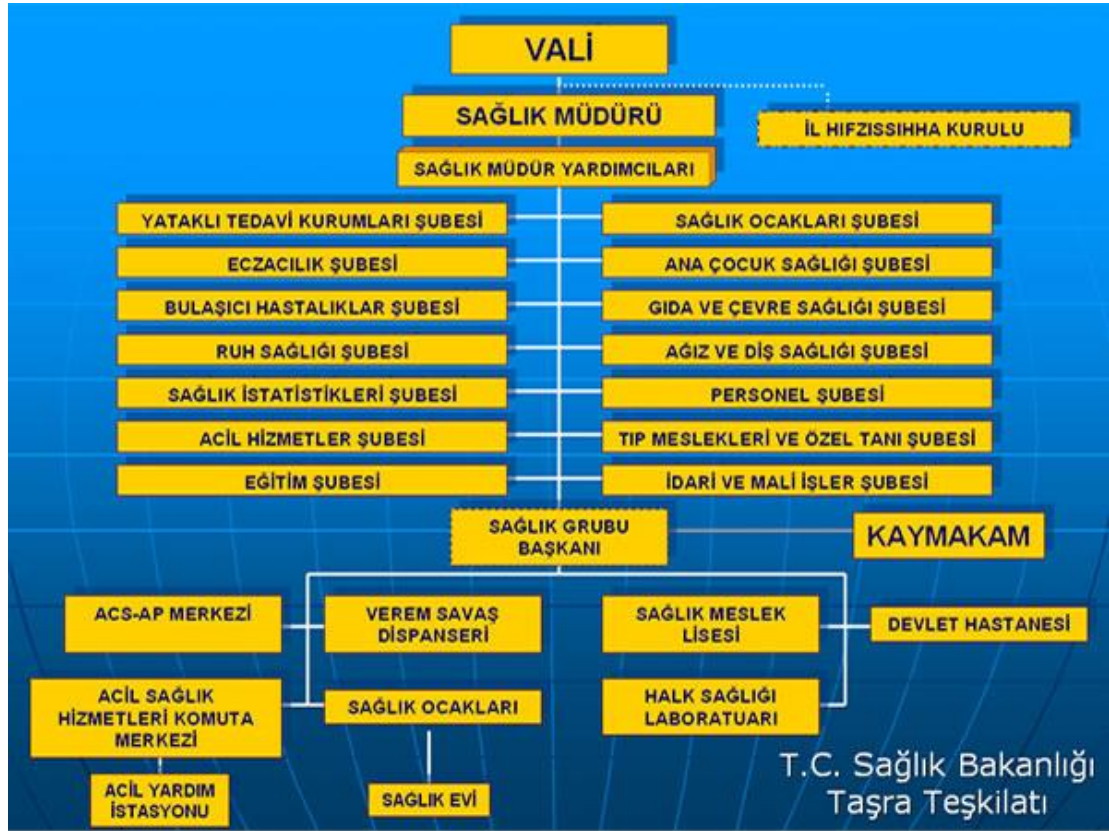 VALİ
SAĞLIK MÜDÜRÜ
İL HIFZISSIHHA KURULU
SAĞLIK MÜDÜR YARDIMCILARI
YATAKLI TEDAVİ KURUMLARI ŞUBESİ
SAĞLIK OCAKLARI ŞUBESİ
ECZACILIK ŞUBESİ
ANA ÇOCUK SAĞLIĞI ŞUBESİ
BULAŞICI HASTALIKLAR ŞUBESİ
GIDA VE ÇEVRE SAĞLIĞI ŞUBESİ
RUH SAĞLIĞI ŞUBESİ
AĞIZ VE DİŞ SAĞLIĞI ŞUBESİ
SAĞLIK İSTATİSTİKLERİ ŞUBESİ
PERSONEL ŞUBESİ
ACİL HİZMETLER ŞUBESİ
TIP MESLEKLERİ VE ÖZEL TANI ŞUBESİ
EĞİTİM ŞUBESİ
İDARİ VE MALİ İŞLER ŞUBESİ
SAĞLIK GRUBU
BAŞKANI
KAYMAKAM
ACS-AP MERKEZİ
VEREM SAVAŞ
DİSPANSERİ
SAĞLIK MESLEK
LİSESİ
DEVLET HASTANESİ
ACİL SAĞLIK
HİZMETLERİ KOMUTA
MERKEZİ
SAĞLIK OCAKLARI
HALK SAĞLIĞI
LABORATUARI
ACİL YARDIM
İSTASYONU
SAĞLIK EVİ
T.C. Sağlık Bakanlığı
Taşra Teşkilatı